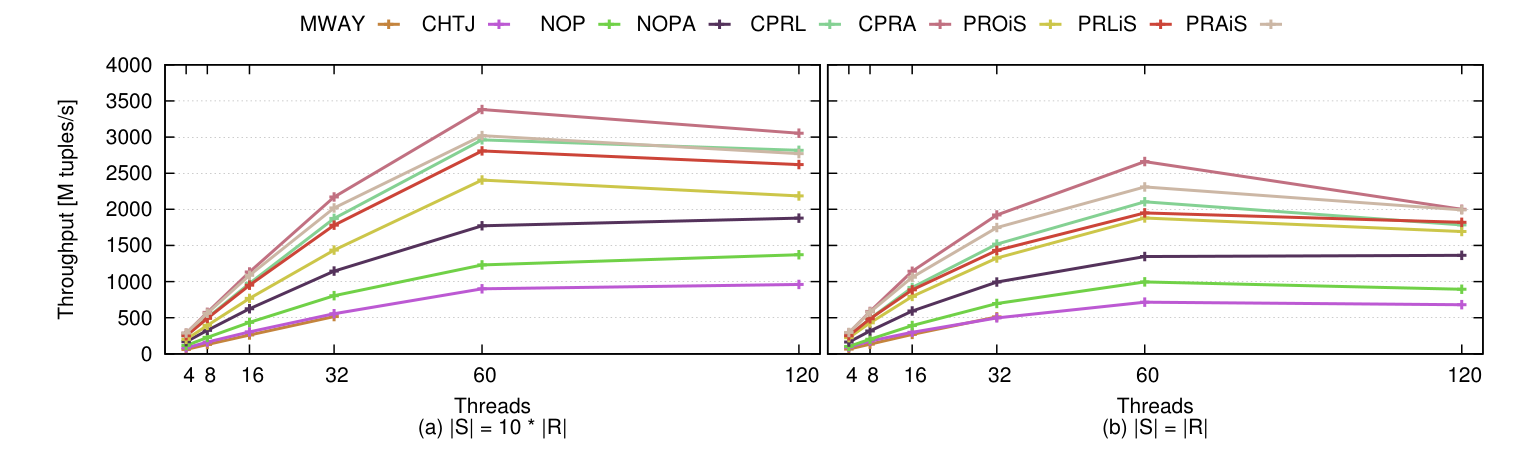 MWAY CHTJ NOP NOPA CPRL CPRA PROiS PRLiS PRAiS
Throughput [M tuples/s]
4000
3500
3000
2500
2000
1500
1000
500
0
4 8 16 32 60 120
4 8 16 32 60 120
Threads
(a) |S| = 10 * |R|
Threads
(b) |S| = |R|